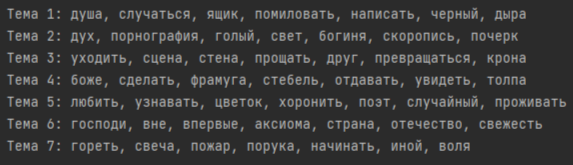 Тема 1: душа, случаться, ящик, помиловать, написать, черный, дыра
Тема 2: дух, порнография, голый, свет, богиня, скоропись, почерк
Тема 3: уходить, сцена, стена, прощать, друг, превращаться, крона
Тема 4: боже, сделать, фрамуга, стебель, отдавать, увидеть, толпа
Тема 5: любить, узнавать, цветок, хоронить, поэт, случайный, проживать
Тема 6: господи, вне, впервые, аксиома, страна, отечество, свежесть
Тема 7: гореть, свеча, пожар, порука, начинать, иной, воля